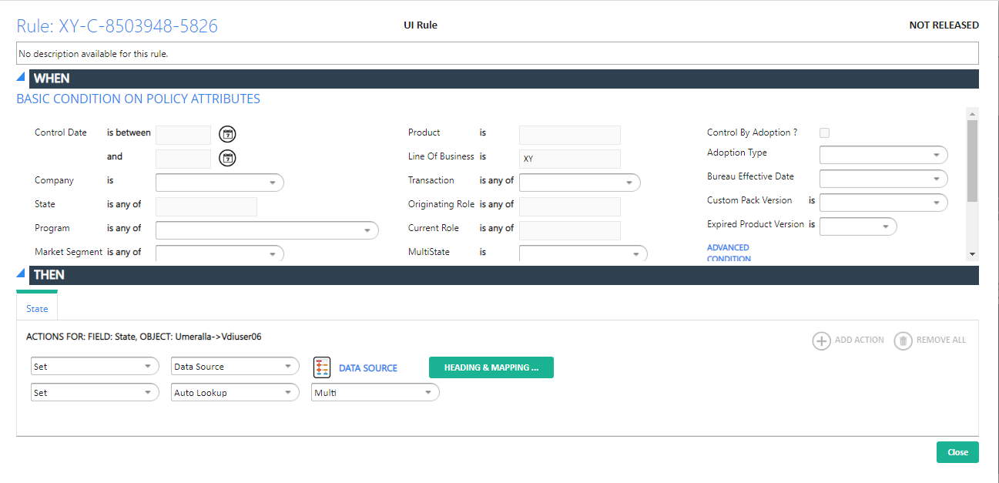 Rule: XY-C-8503948-5826 UI Rule NOT RELEASED
No description available for this rule.
WHEN
BASIC CONDITION ON POLICY ATTRIBUTES
Control Date is between 7 Product is Control By Adoption ?
and 7 Line Of Business is XY Adoption Type
Company is Transaction is any of Bureau Effective Date
State is any of Originating Role is any of Custom Pack Version is
Program is any of Current Role is any of Expired Product Version is
Market Segment is any of MultiState is ADVANCED
CONDITION
THEN
State
ACTIONS FOR: FIELD: State, OBJECT: Umeralla->Vdiuser06 ADD ACTION REMOVE ALL
Set Data Source DATA SOURCE HEADING & MAPPING ...
Set Auto Lookup Multi
Close